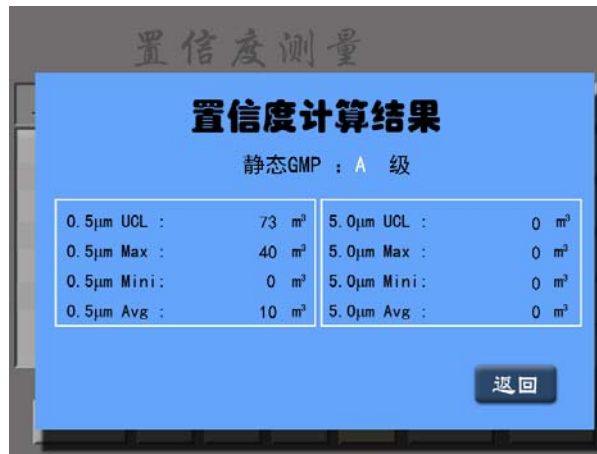 置信度测量
置信度计算结果
静态GMP : A 级
0.5μm UCL : 73 m³
0.5μm Max : 40 m³
0.5μm Mini: 0 m³
0.5μm Avg : 10 m³
5.0μm UCL : 0 m³
5.0μm Max : 0 m³
5.0μm Mini: 0 m³
5.0μm Avg : 0 m³
返回